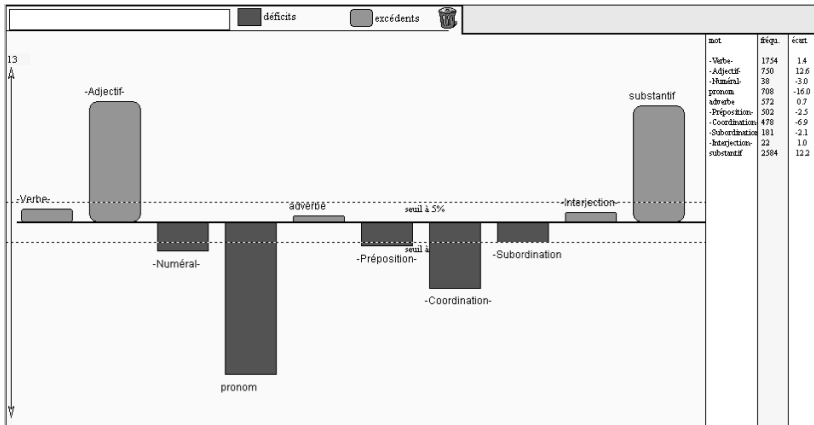 déficits
excédents
13
-Adjectif-
substantif
-Verbe-
adverbe
seuil à 5%
-Interjection-
seuil à
-Numéral-
-Préposition-
-Subordination
-Coordination-
pronom
mot fréqu. écart
-Verbe- 1754 1.4
-Adjectif- 750 12.6
-Numéral- 38 -3.0
pronom 708 -16.0
adverbe 572 0.7
-Préposition- 502 -2.5
-Coordination- 478 -6.9
-Subordination 181 -2.1
-Interjection- 22 1.0
substantif 2584 12.2